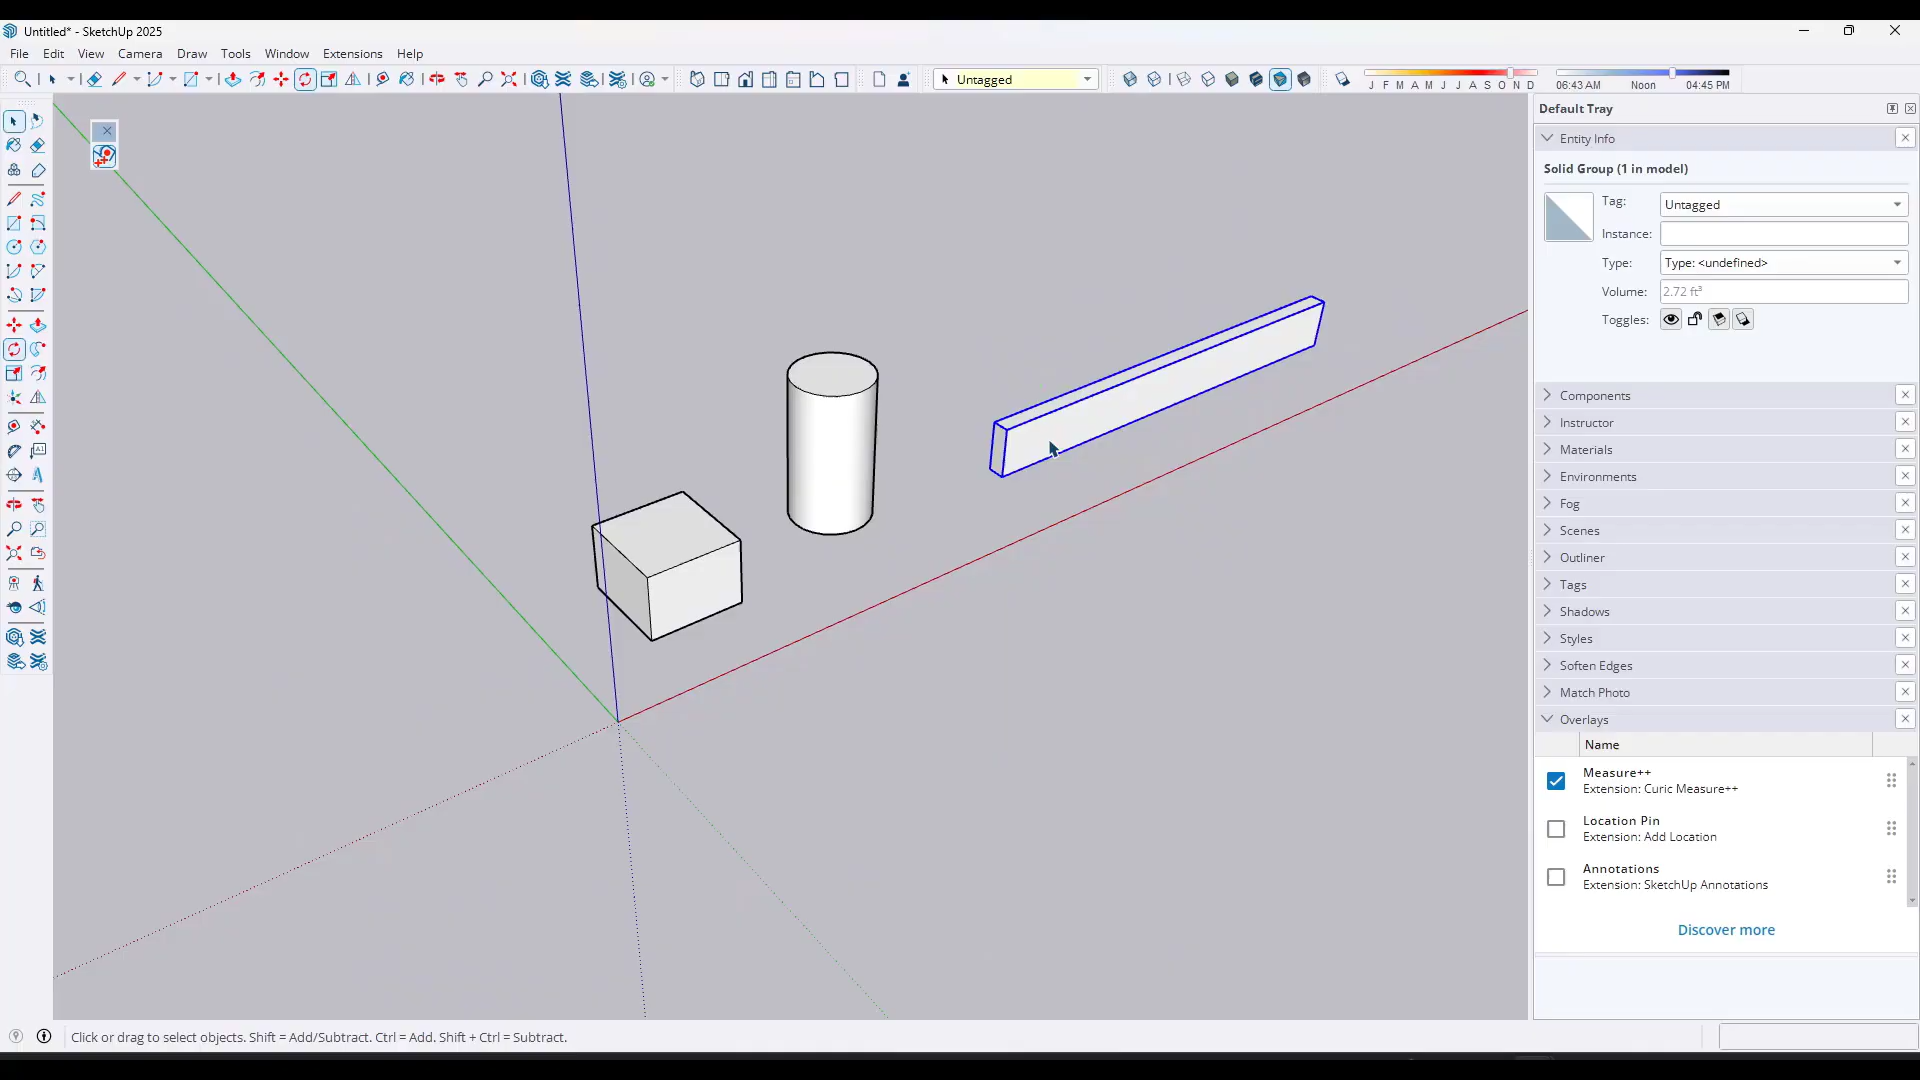 Untitled* - SketchUp 2025
File Edit View Camera Draw Tools Window Extensions Help
Untagged
J F M A M J J A S O N D
06:43 AM Noon 04:45 PM
Default Tray
Entity Info
Solid Group (1 in model)
Tag: Untagged
Instance:
Type: Type: <undefined>
Volume: 2.72 ft³
Toggles:
Components
Instructor
Materials
Environments
Fog
Scenes
Outliner
Tags
Shadows
Styles
Soften Edges
Match Photo
Overlays
Name
Measure++
Extension: Curic Measure++
Location Pin
Extension: Add Location
Annotations
Extension: SketchUp Annotations
Discover more
Click or drag to select objects. Shift = Add/Subtract. Ctrl = Add. Shift + Ctrl = Subtract.